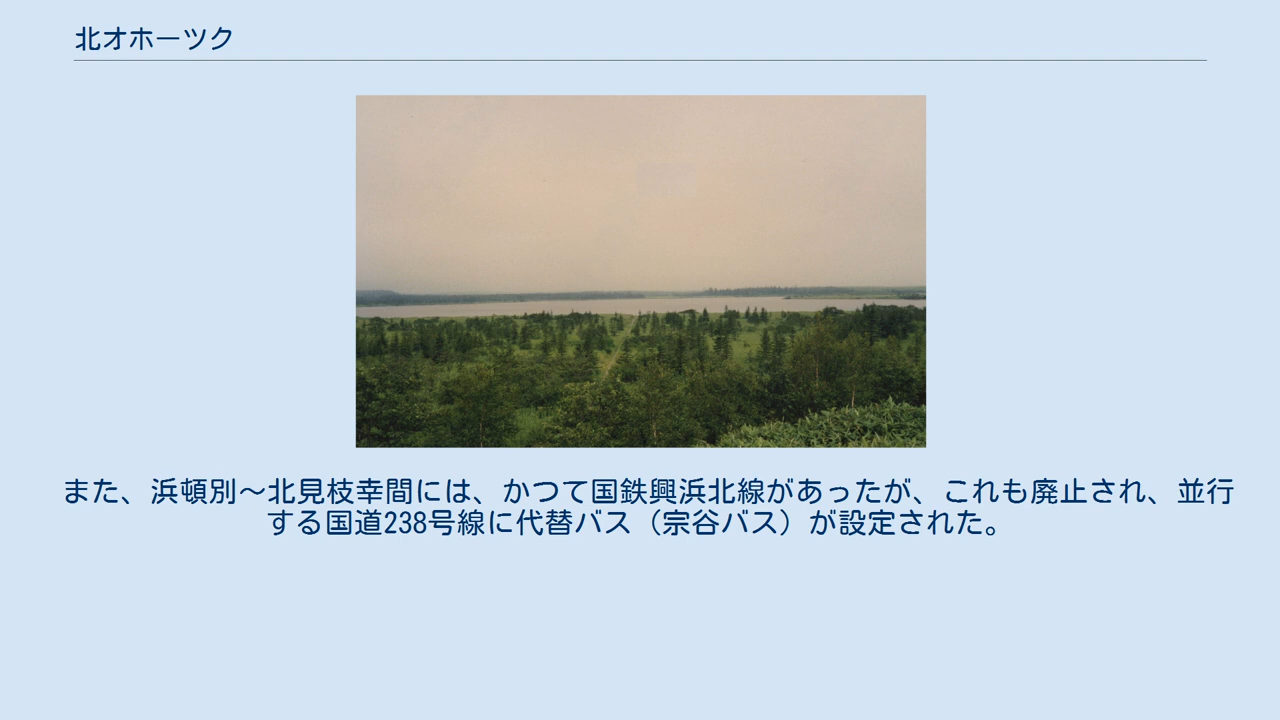 北オホーツク
また、浜頓別～北見枝幸間には、かつて国鉄興浜北線があったが、これも廃止され、並行
する国道238号線に代替バス（宗谷バス）が設定された。